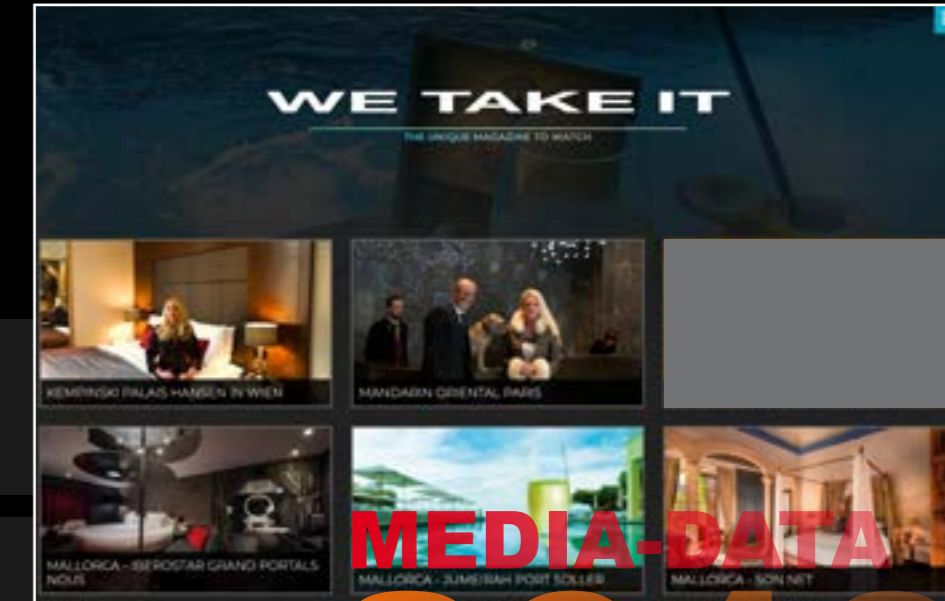 WE TAKE IT
THE UNIQUE MAGAZINE TO WATCH
KEMPINSKI PALAIS HANSEN IN WIEN
MANDARIN ORIENTAL PARIS
MALLORCA - IBEROSTAR GRAND PORTALS
NOUS
MALLORCA - JUMEIRAH PORT SOLLER
MALLORCA - SON NET
MEDIA-DATA